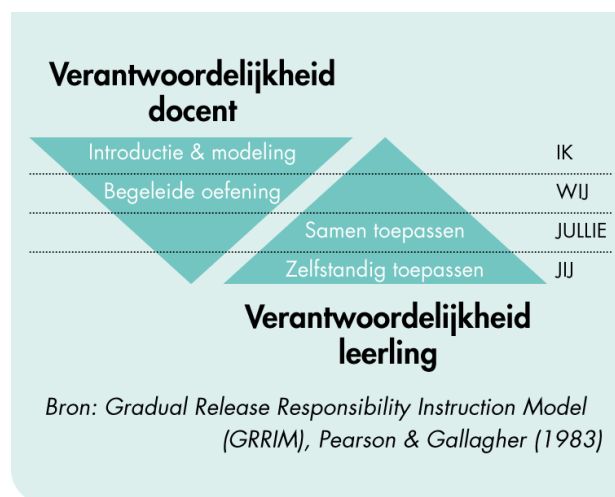 Verantwoordelijkheid
docent
Introductie & modeling IK
Begeleide oefening WIJ
Samen toepassen JULLIE
Zelfstandig toepassen JIJ
Verantwoordelijkheid
leerling
Bron: Gradual Release Responsibility Instruction Model
(GRRIM), Pearson & Gallagher (1983)